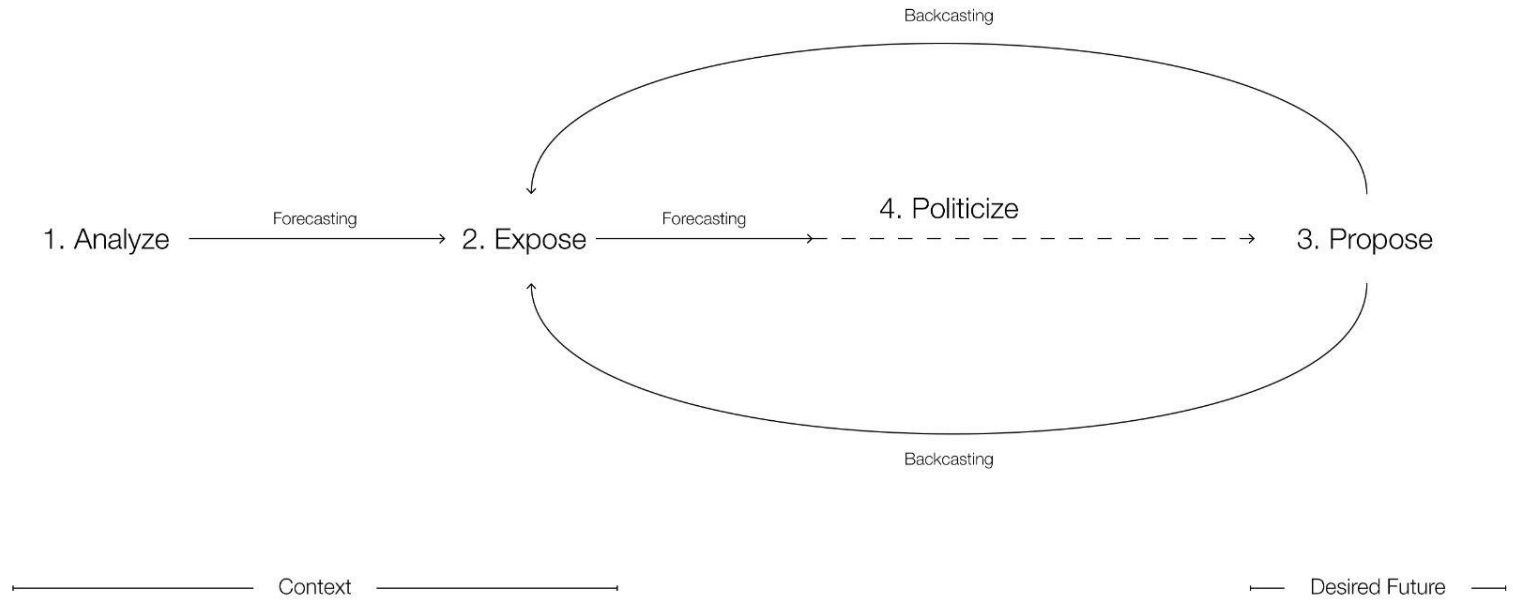 Backcasting
4. Politicize
Forecasting
Forecasting
1. Analyze
2. Expose
3. Propose
Backcasting
Context
Desired Future